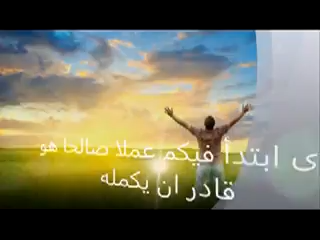 ى ابتدأ فيكم عملا صالحا هو
قادر ان يكمله